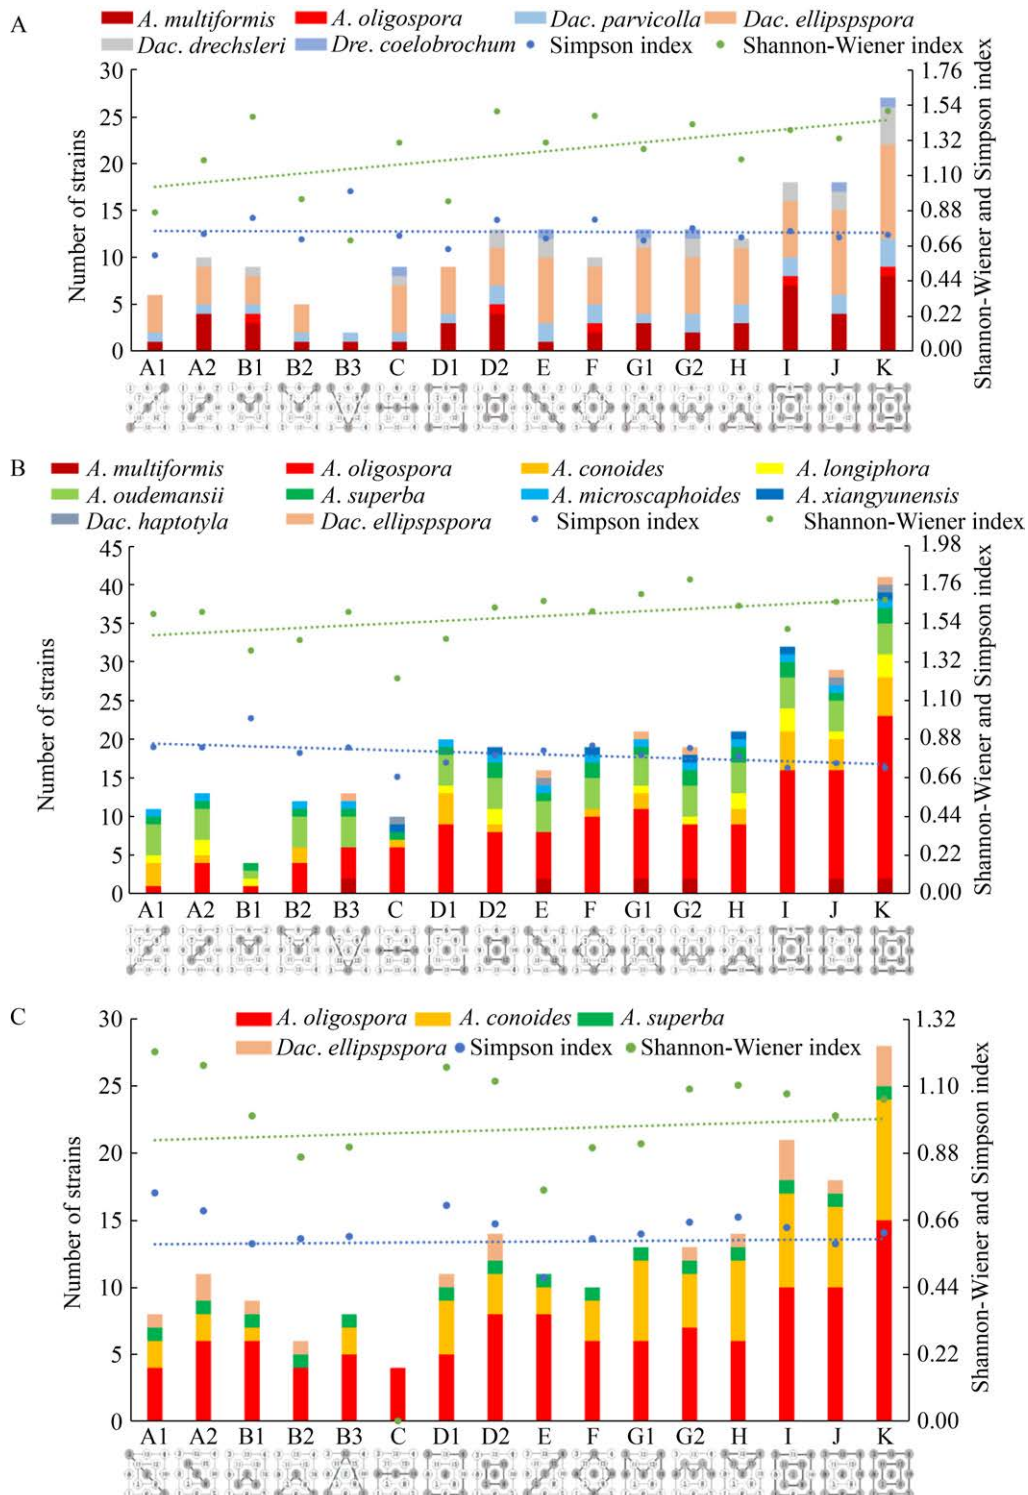 A
A. multiformis A. oligospora Dac. parvicolla Dac. ellipspspora
Dac. drechsleri Dre. coelobrochum Simpson index Shannon-Wiener index
Number of strains
30
25
20
15
10
5
0
1.76
1.54
1.32
1.10
0.88
0.66
0.44
0.22
0.00
Shannon-Wiener and Simpson index
A1 A2 B1 B2 B3 C D1 D2 E F G1 G2 H I J K
B
A. multiformis A. oligospora A. conoides A. longiphora
A. oudemansii A. superba A. microscaphoides A. xiangyunensis
Dac. haptotyla Dac. ellipspspora Simpson index Shannon-Wiener index
Number of strains
45
40
35
30
25
20
15
10
5
0
1.98
1.76
1.54
1.32
1.10
0.88
0.66
0.44
0.22
0.00
Shannon-Wiener and Simpson index
A1 A2 B1 B2 B3 C D1 D2 E F G1 G2 H I J K
C
A. oligospora A. conoides A. superba
Dac. ellipspspora Simpson index Shannon-Wiener index
Number of strains
30
25
20
15
10
5
0
1.32
1.10
0.88
0.66
0.44
0.22
0.00
Shannon-Wiener and Simpson index
A1 A2 B1 B2 B3 C D1 D2 E F G1 G2 H I J K